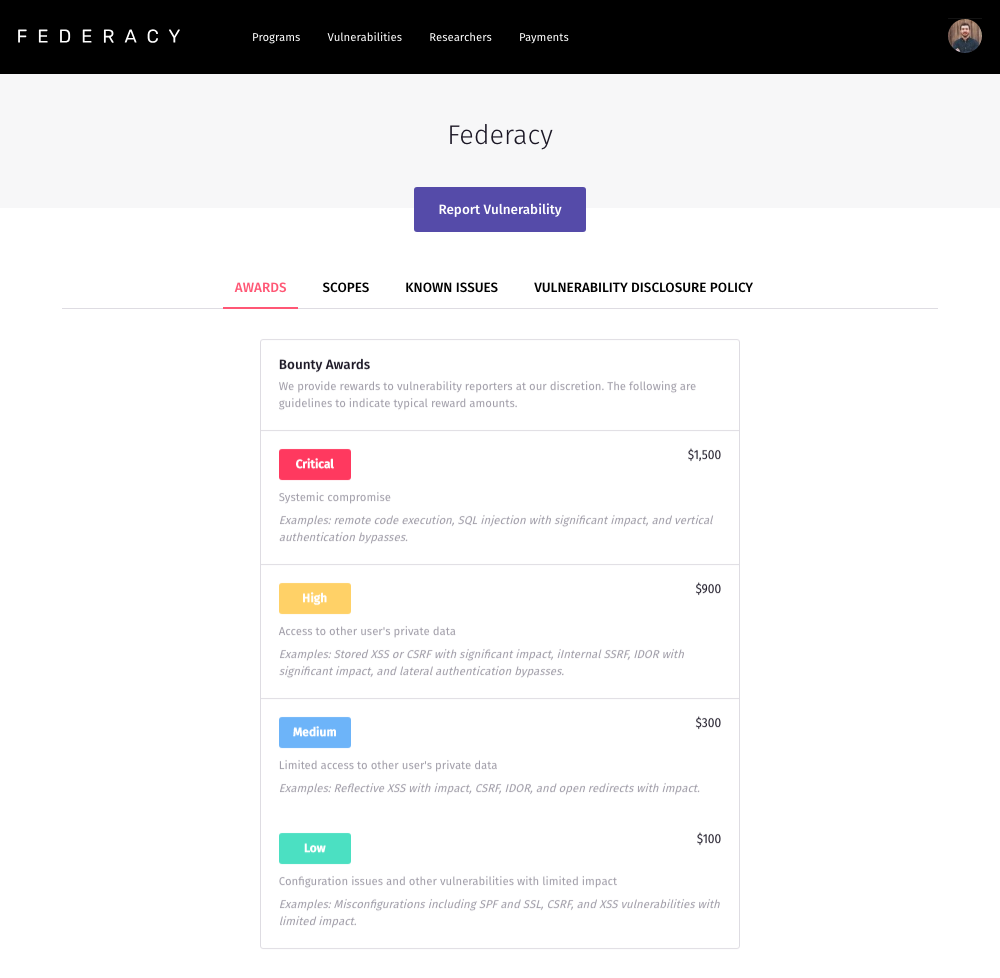 FEDERACY
Programs
Vulnerabilities
Researchers
Payments
Federacy
Report Vulnerability
AWARDS
SCOPES
KNOWN ISSUES
VULNERABILITY DISCLOSURE POLICY
Bounty Awards
We provide rewards to vulnerability reporters at our discretion. The following are
guidelines to indicate typical reward amounts.
Critical
$1,500
Systemic compromise
Examples: remote code execution, SQL injection with significant impact, and vertical
authentication bypasses.
High
$900
Access to other user's private data
Examples: Stored XSS or CSRF with significant impact, iInternal SSRF, IDOR with
significant impact, and lateral authentication bypasses.
Medium
$300
Limited access to other user's private data
Examples: Reflective XSS with impact, CSRF, IDOR, and open redirects with impact.
Low
$100
Configuration issues and other vulnerabilities with limited impact
Examples: Misconfigurations including SPF and SSL, CSRF, and XSS vulnerabilities with
limited impact.